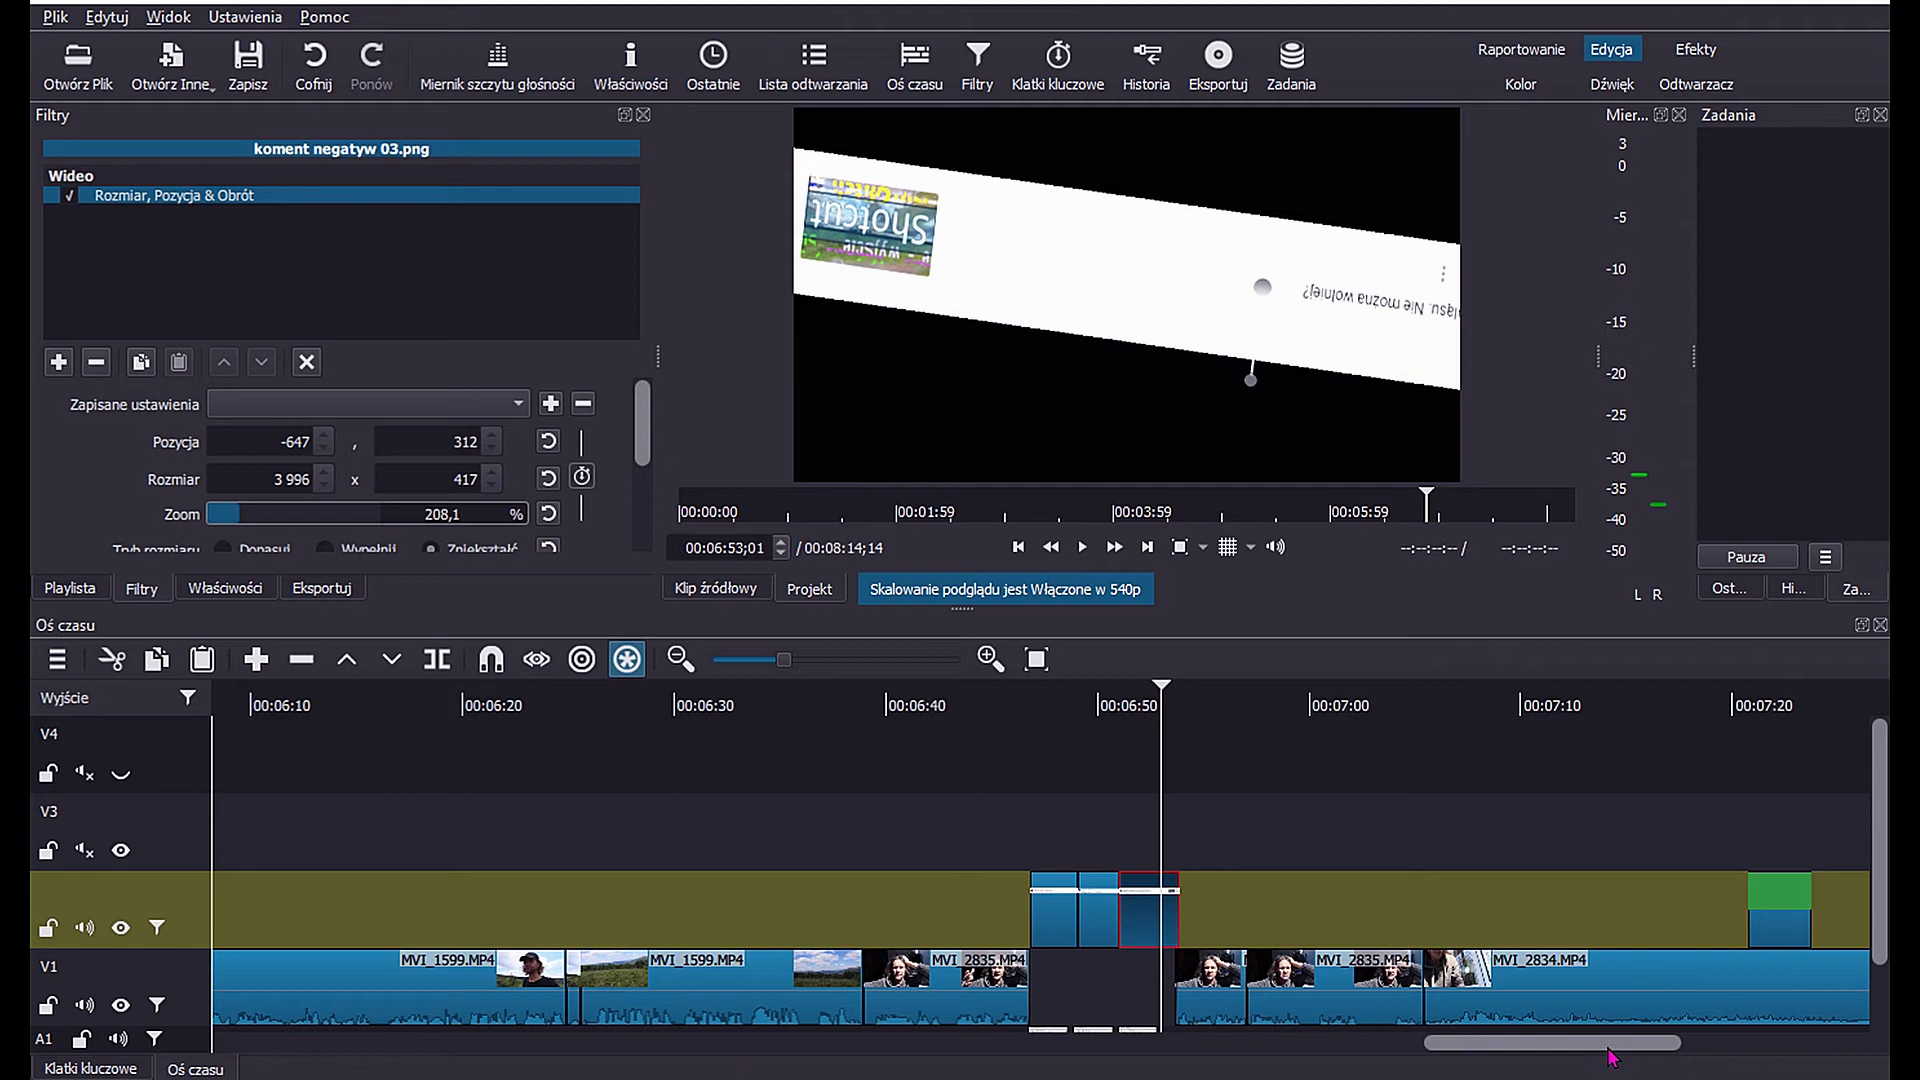 Plik Edytuj Widok Ustawienia Pomoc
Otwórz Plik Otwórz Inne Zapisz Cofnij Ponów Miernik szczytu głośności Właściwości Ostatnie Lista odtwarzania Oś czasu Filtry Klatki kluczowe Historia Eksportuj Zadania
Raportowanie Edycja Efekty
Kolor Dźwięk Odtwarzacz
Filtry
koment negatyw 03.png
Wideo
Rozmiar, Pozycja & Obrót
Zapisane ustawienia
Pozycja -647 , 312
Rozmiar 3 996 x 417
Zoom 208,1 %
Tryb rozmiaru Dopasuj Wypełnij Zniekształć
Playlista Filtry Właściwości Eksportuj
Shotcut
wyjście
ląsu. Nie można wolniej?
00:00:00 00:01:59 00:03:59 00:05:59
00:06:53;01 / 00:08:14;14 --:--:--:-- / --:--:--:--
Klip źródłowy Projekt Skalowanie podglądu jest Włączone w 540p
Mier...
3
0
-5
-10
-15
-20
-25
-30
-35
-40
-50
L R
Zadania
Pauza
Ost... Hi... Za...
Oś czasu
Wyjście
00:06:10 00:06:20 00:06:30 00:06:40 00:06:50 00:07:00 00:07:10 00:07:20
V4
V3
V1
MVI_1599.MP4 MVI_1599.MP4 MVI_2835.MP4 MVI_2835.MP4 MVI_2834.MP4
A1
Klatki kluczowe Oś czasu